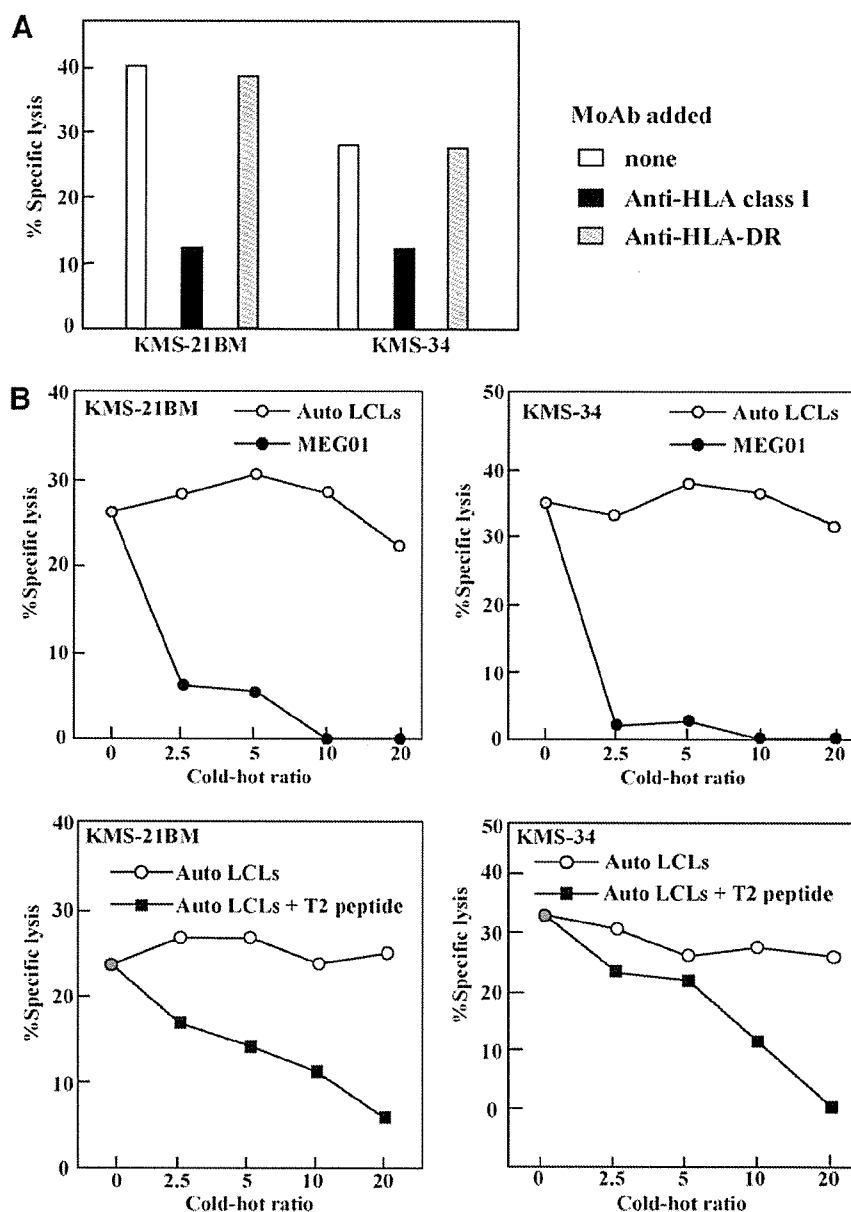 A
% Specific lysis
40
30
20
10
0
KMS-21BM
KMS-34
MoAb added
none
Anti-HLA class I
Anti-HLA-DR
B
KMS-21BM
Auto LCLs
MEG01
%Specific lysis
40
30
20
10
0
0 2.5 5 10 20
Cold-hot ratio
KMS-34
Auto LCLs
MEG01
%Specific lysis
50
40
30
20
10
0
0 2.5 5 10 20
Cold-hot ratio
KMS-21BM
Auto LCLs
Auto LCLs + T2 peptide
%Specific lysis
40
30
20
10
0
0 2.5 5 10 20
Cold-hot ratio
KMS-34
Auto LCLs
Auto LCLs + T2 peptide
%Specific lysis
50
40
30
20
10
0
0 2.5 5 10 20
Cold-hot ratio